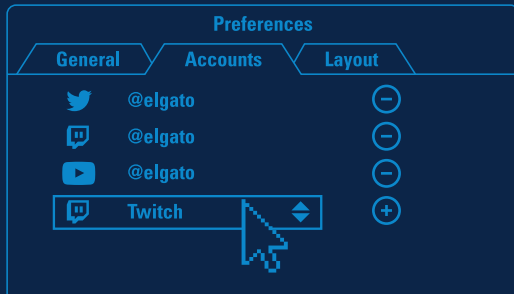 Preferences
General Accounts Layout
@elgato
@elgato
@elgato
Twitch